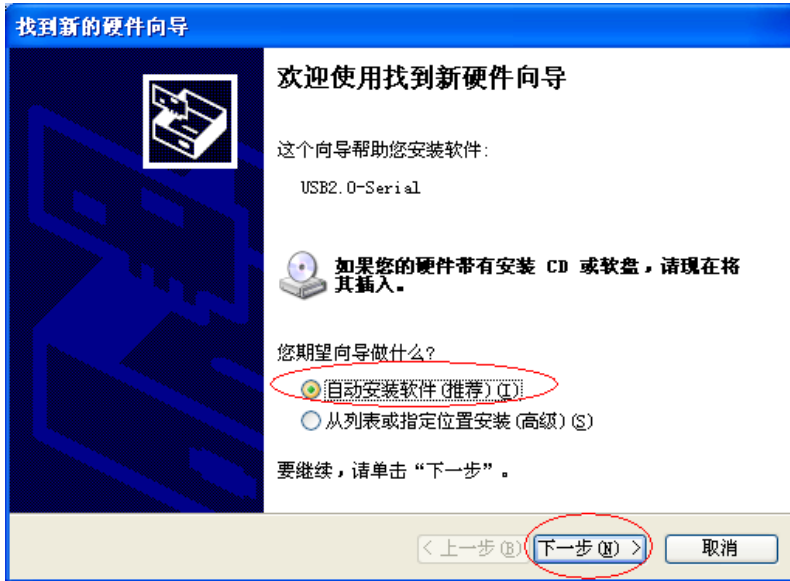 找到新的硬件向导
欢迎使用找到新硬件向导
这个向导帮助您安装软件:
USB2.0-Serial
如果您的硬件带有安装 CD 或软盘，请现在将
其插入。
您期望向导做什么?
自动安装软件(推荐)(I)
从列表或指定位置安装(高级)(S)
要继续，请单击“下一步”。
< 上一步(B) 下一步(N) > 取消